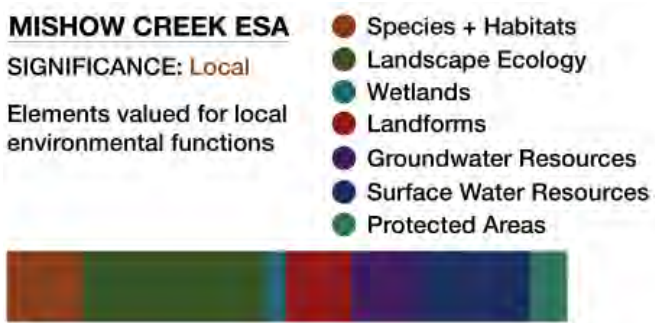 MISHOW CREEK ESA
SIGNIFICANCE: Local
Elements valued for local
environmental functions
Species + Habitats
Landscape Ecology
Wetlands
Landforms
Groundwater Resources
Surface Water Resources
Protected Areas